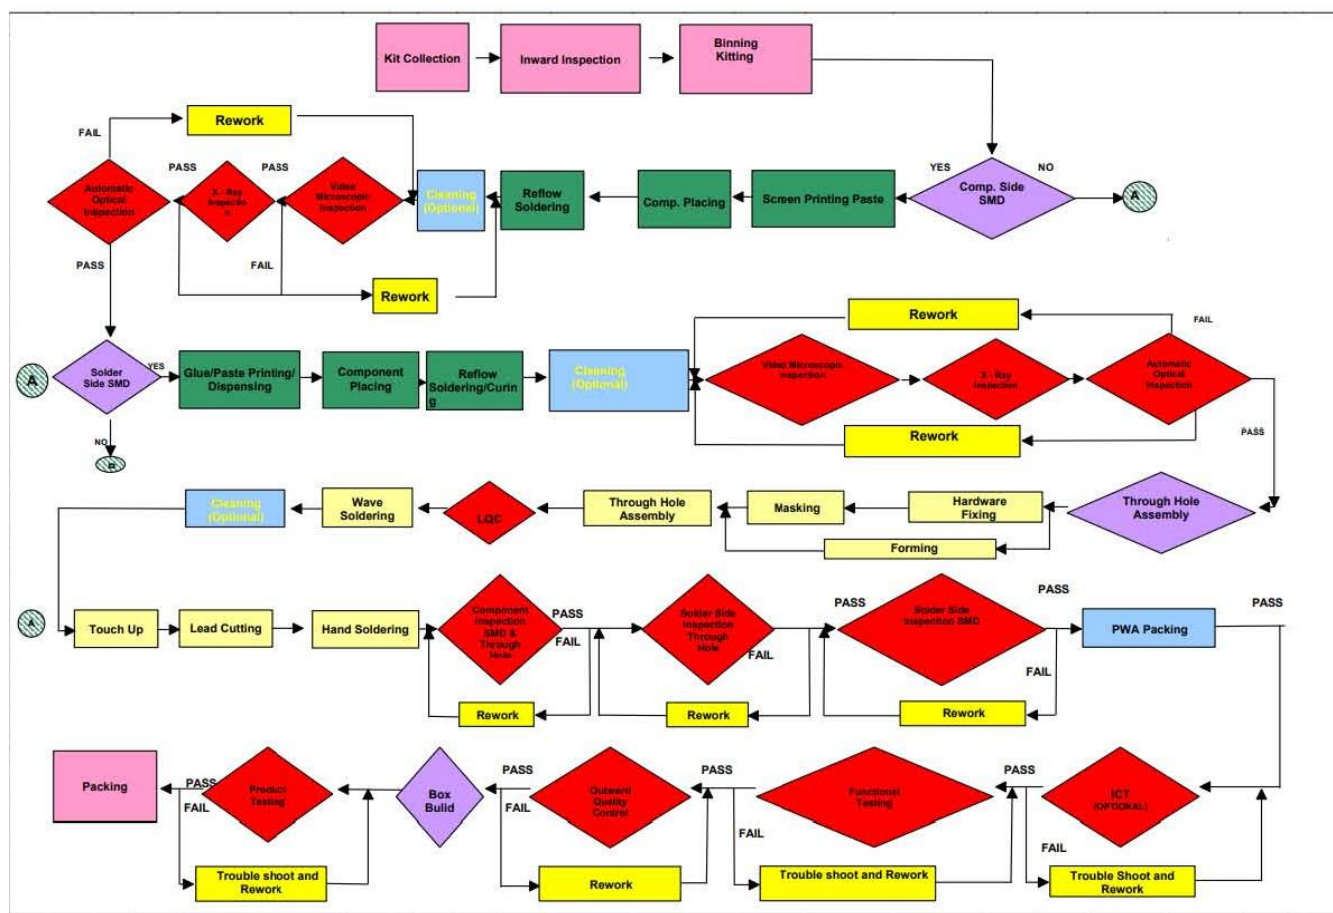 Kit Collection
Inward Inspection
Binning
Kitting
Rework
FAIL
PASS
PASS
YES
NO
Automatic
Optical
Inspection
X - Ray
Inspectio
n
Video
Microscopic
Inspection
Cleaning
(Optional)
Reflow
Soldering
Comp. Placing
Screen Printing Paste
Comp. Side
SMD
A
PASS
FAIL
Rework
Rework
FAIL
A
Solder
Side SMD
YES
Glue/Paste Printing/
Dispensing
Component
Placing
Reflow
Soldering/Curin
g
Cleaning
(Optional)
Video Microscopic
Inspection
X - Ray
Inspection
Automatic
Optical
Inspection
NO
Rework
PASS
Cleaning
(Optional)
Wave
Soldering
LQC
Through Hole
Assembly
Masking
Hardware
Fixing
Forming
Through Hole
Assembly
A
Touch Up
Lead Cutting
Hand Soldering
Component
Inspection
SMD &
Through
Hole
PASS
FAIL
Solder Side
Inspection
Through
Hole
FAIL
PASS
Solder Side
Inspection SMD
PASS
FAIL
PWA Packing
PASS
Rework
Rework
Rework
Packing
PASS
FAIL
Product
Testing
Box
Bulid
PASS
FAIL
Outward
Quality
Control
PASS
FAIL
Functional
Testing
PASS
FAIL
ICT
(OPTIONAL)
Trouble shoot and
Rework
Rework
Trouble shoot and Rework
Trouble Shoot and
Rework